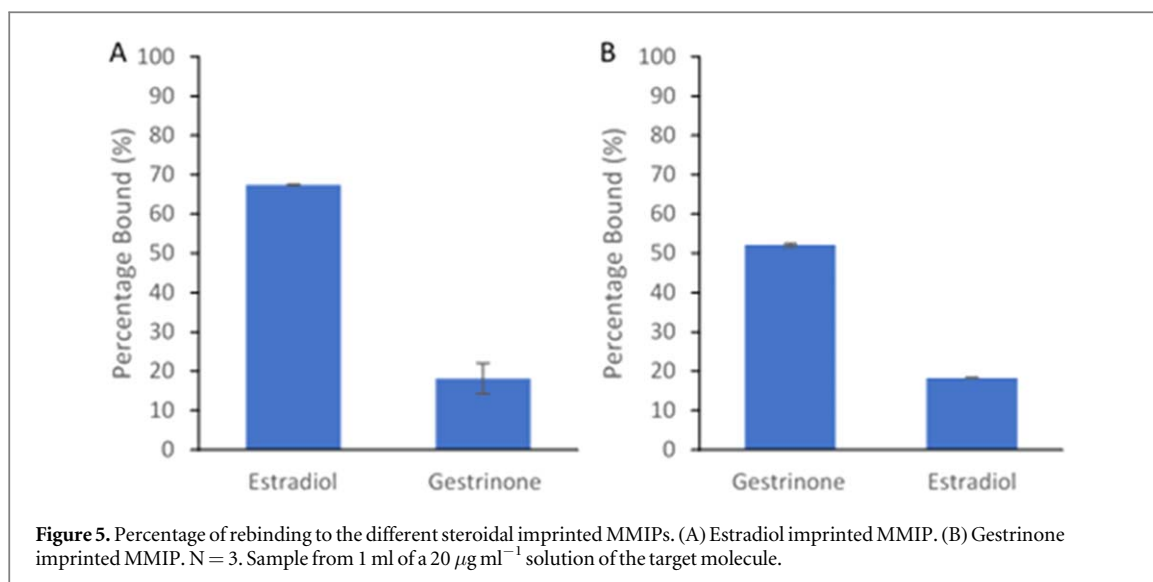 A
Percentage Bound (%)
100
90
80
70
60
50
40
30
20
10
0
Estradiol
Gestrinone
B
Percentage Bound (%)
100
90
80
70
60
50
40
30
20
10
0
Gestrinone
Estradiol
Figure 5. Percentage of rebinding to the different steroidal imprinted MMIPs. (A) Estradiol imprinted MMIP. (B) Gestrinone
imprinted MMIP. N = 3. Sample from 1 ml of a 20 μg ml⁻¹ solution of the target molecule.